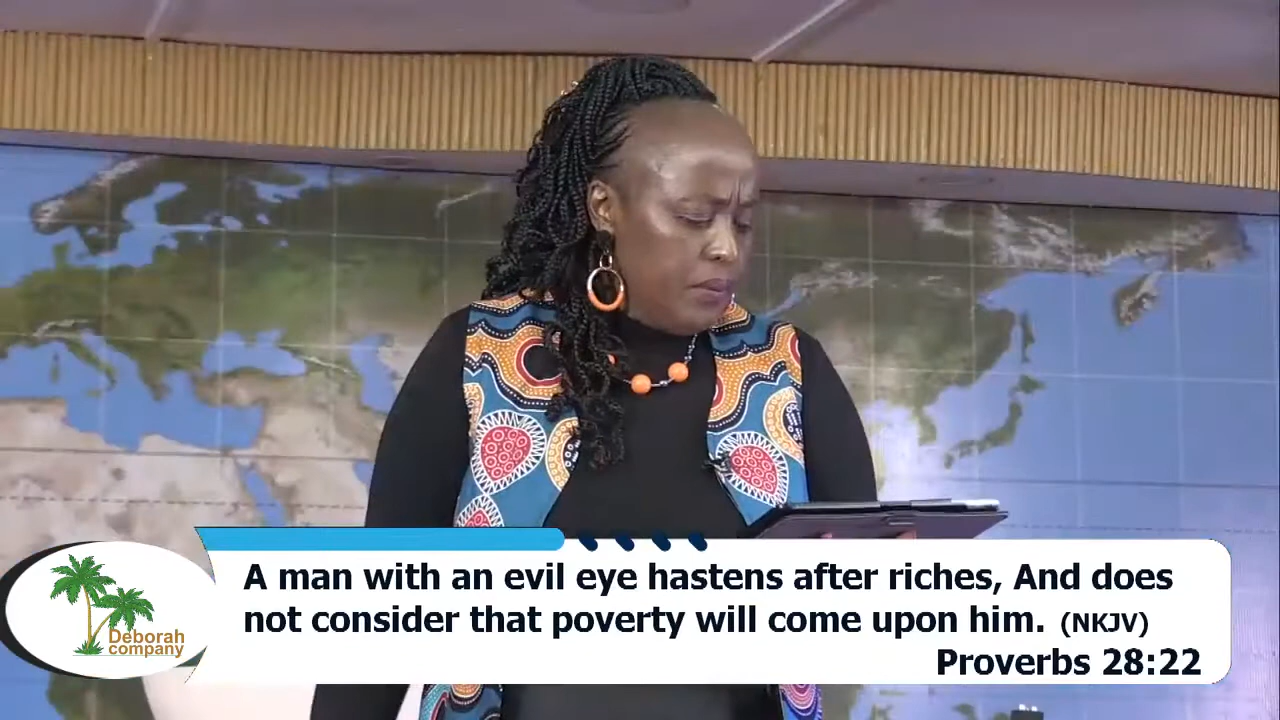 A man with an evil eye hastens after riches, And does
not consider that poverty will come upon him. (NKJV)
Proverbs 28:22
Deborah
company